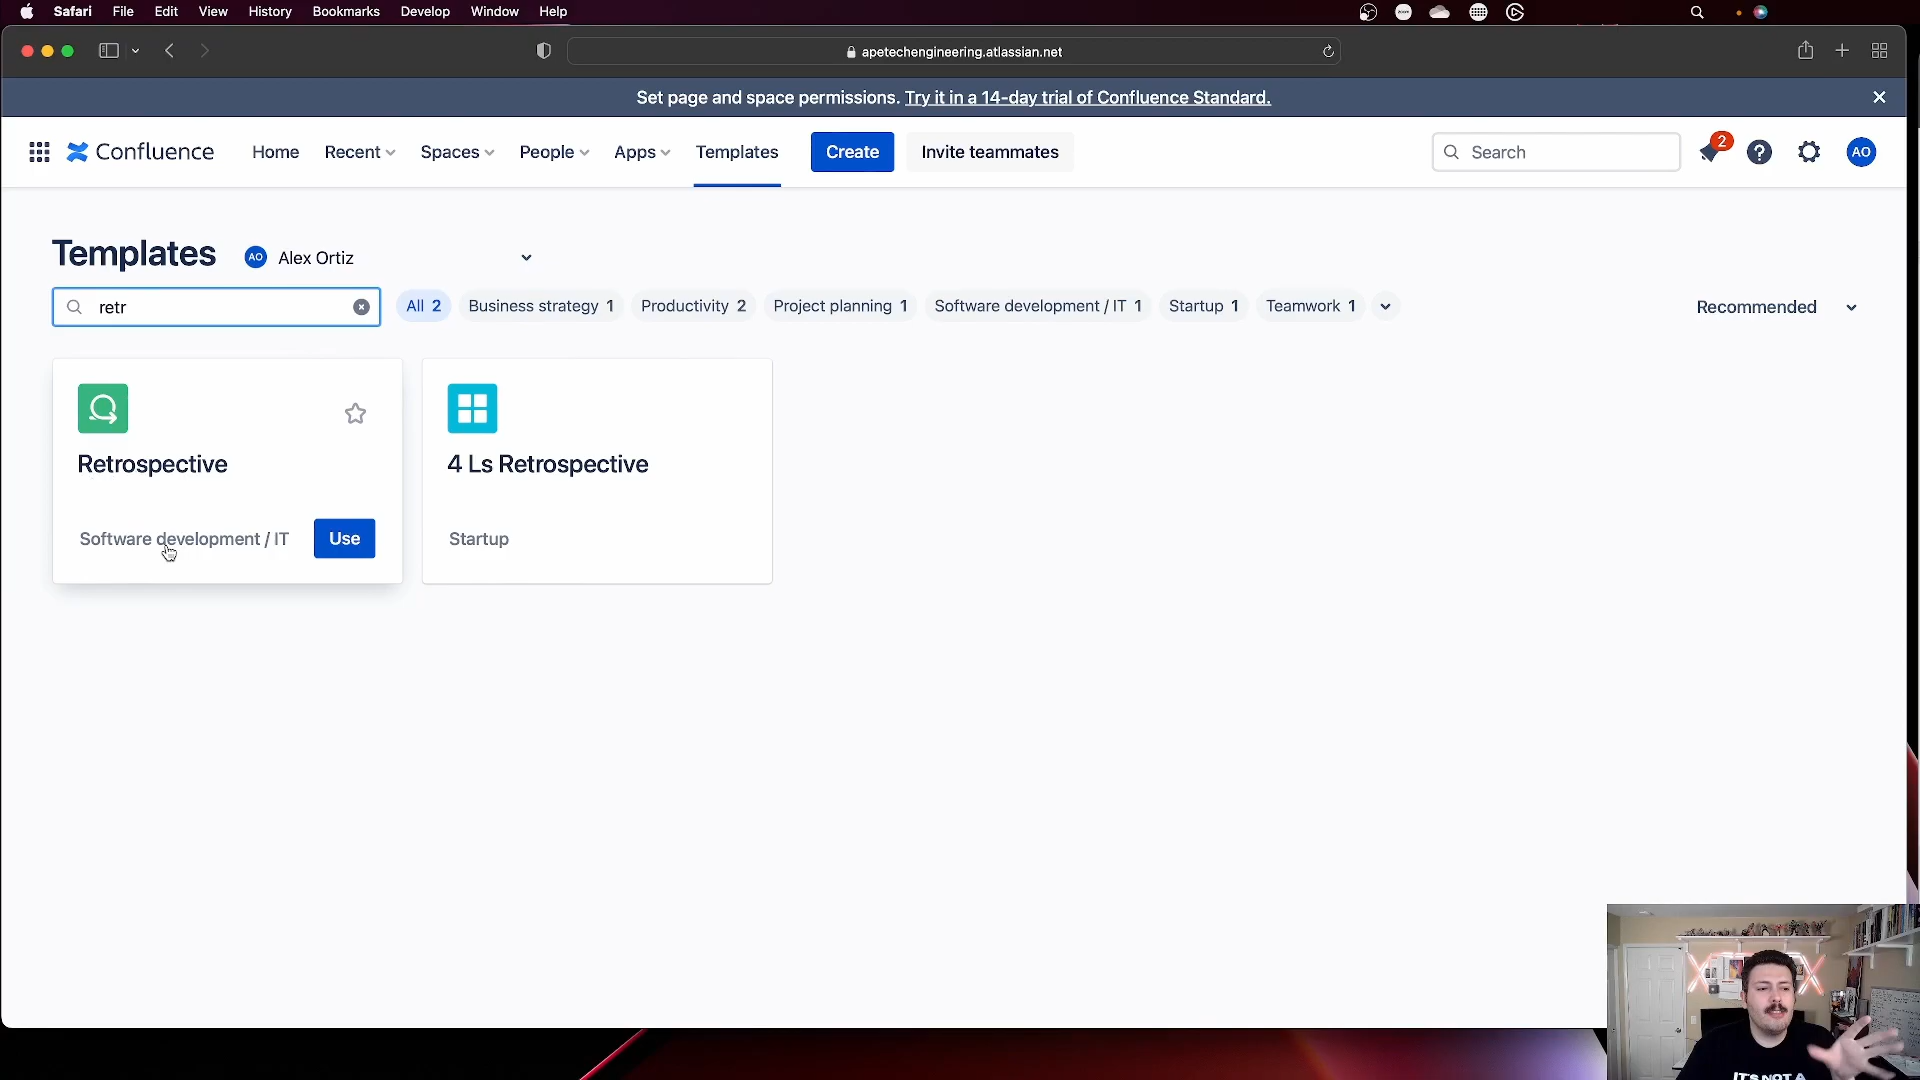 Safari File Edit View History Bookmarks Develop Window Help
apetechengineering.atlassian.net
Set page and space permissions. Try it in a 14-day trial of Confluence Standard.
Confluence Home Recent Spaces People Apps Templates Create Invite teammates Search 2 AO
Templates AO Alex Ortiz
retr All 2 Business strategy 1 Productivity 2 Project planning 1 Software development / IT 1 Startup 1 Teamwork 1 Recommended
Retrospective
Software development / IT Use
4 Ls Retrospective
Startup
IT'S NOT A